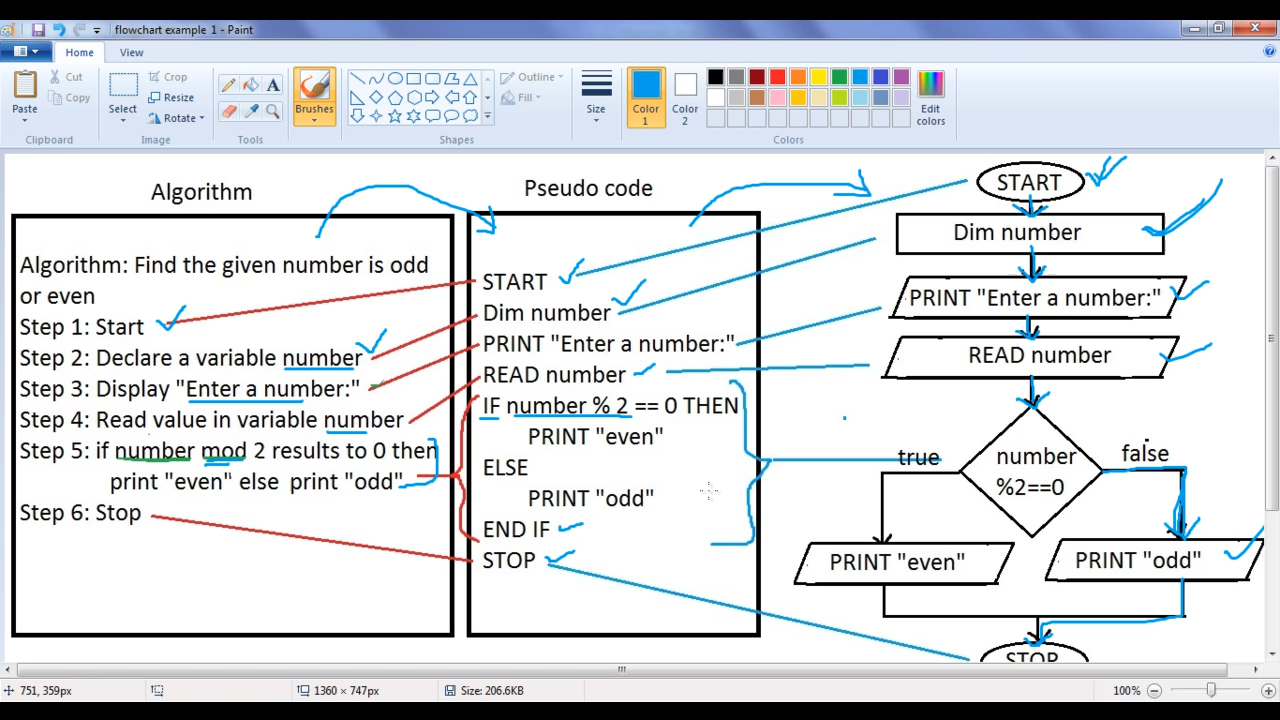 flowchart example 1 - Paint
Home
View
Paste
Cut
Copy
Clipboard
Select
Crop
Resize
Rotate
Image
A
Tools
Brushes
Outline
Fill
Shapes
Size
Color
1
Color
2
Edit
colors
Colors
Algorithm
Algorithm: Find the given number is odd
or even
Step 1: Start
Step 2: Declare a variable number
Step 3: Display "Enter a number:"
Step 4: Read value in variable number
Step 5: if number mod 2 results to 0 then
print "even" else print "odd"
Step 6: Stop
Pseudo code
START
Dim number
PRINT "Enter a number:"
READ number
IF number % 2 == 0 THEN
PRINT "even"
ELSE
PRINT "odd"
END IF
STOP
START
Dim number
PRINT "Enter a number:"
READ number
number
%2==0
true
false
PRINT "even"
PRINT "odd"
STOP
751, 359px
1360 × 747px
Size: 206.6KB
100%